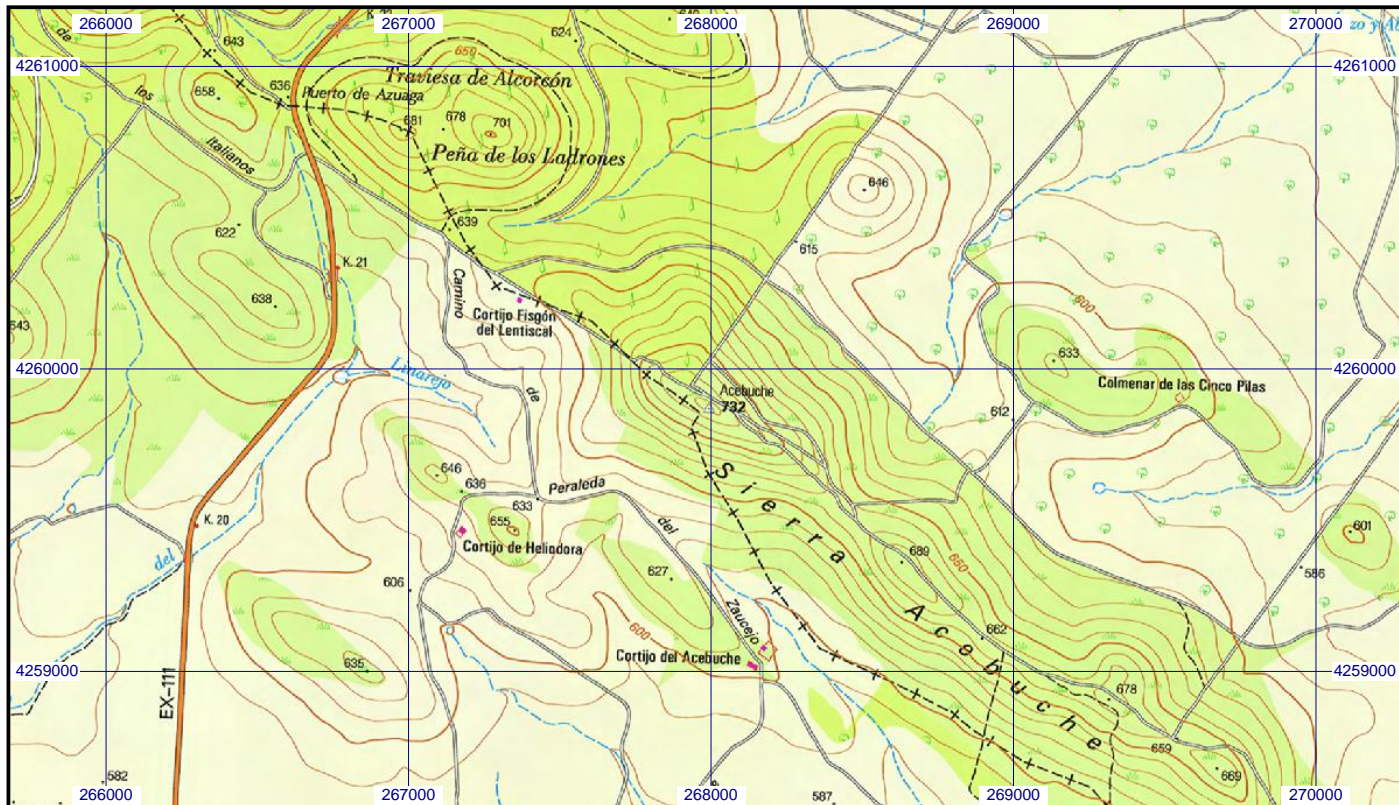 266000
267000
268000
269000
270000
4261000
4261000
643
624
650
de
los
Italianos
658
636
Traviesa de Alcorcón
Puerto de Azuaga
681
678
701
Peña de los Ladrones
646
639
622
615
K. 21
638
Camino
Cortijo Fisgón
del Lentiscal
600
643
633
4260000
4260000
Linarejo
de
Acebuche
732
Colmenar de las Cinco Pilas
612
646
636
Peraleda
633
655
Cortijo de Heliodora
K. 20
del
del
Sierra
Acebuche
689
650
601
586
606
627
Zaucejo
600
662
Cortijo del Acebuche
635
4259000
4259000
EX-111
678
659
669
582
587
266000
267000
268000
269000
270000